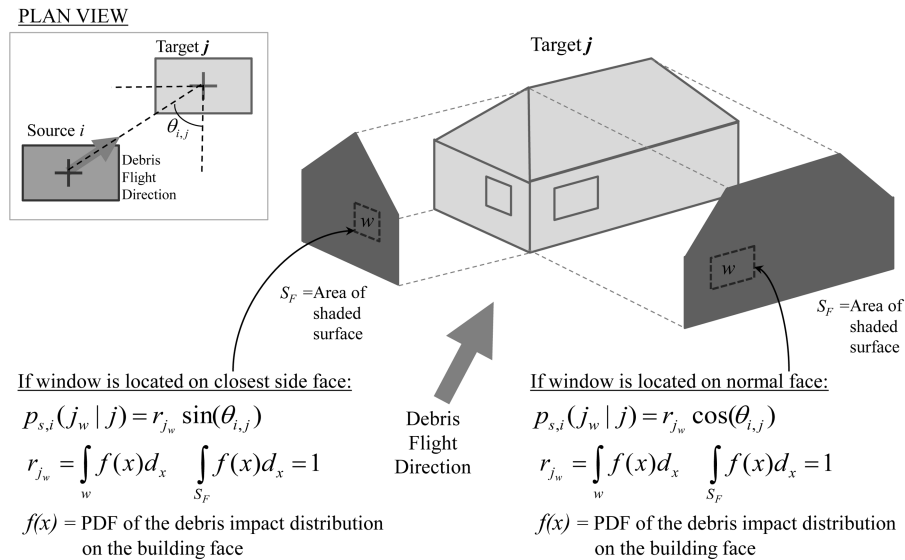 PLAN VIEW
Target j
Source i
θi,j
Debris
Flight
Direction
Target j
w
w
SF =Area of
shaded
surface
SF =Area of
shaded
surface
Debris
Flight
Direction
If window is located on closest side face:
ps,i(jw | j) = rjw sin(θi,j)
rjw = ∫w f(x)dx ∫SF f(x)dx = 1
f(x) = PDF of the debris impact distribution
on the building face
If window is located on normal face:
ps,i(jw | j) = rjw cos(θi,j)
rjw = ∫w f(x)dx ∫SF f(x)dx = 1
f(x) = PDF of the debris impact distribution
on the building face